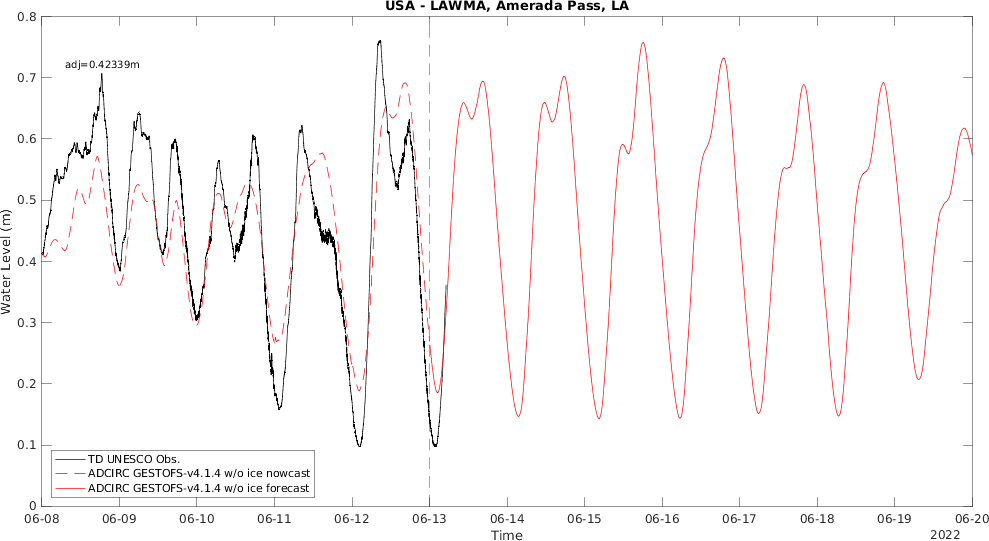 USA - LAWMA, Amerada Pass, LA
0.8
0.7
0.6
0.5
0.4
0.3
0.2
0.1
0
Water Level (m)
adj=0.42339m
TD UNESCO Obs.
ADCIRC GESTOFS-v4.1.4 w/o ice nowcast
ADCIRC GESTOFS-v4.1.4 w/o ice forecast
06-08 06-09 06-10 06-11 06-12 06-13 06-14 06-15 06-16 06-17 06-18 06-19 06-20
Time
2022